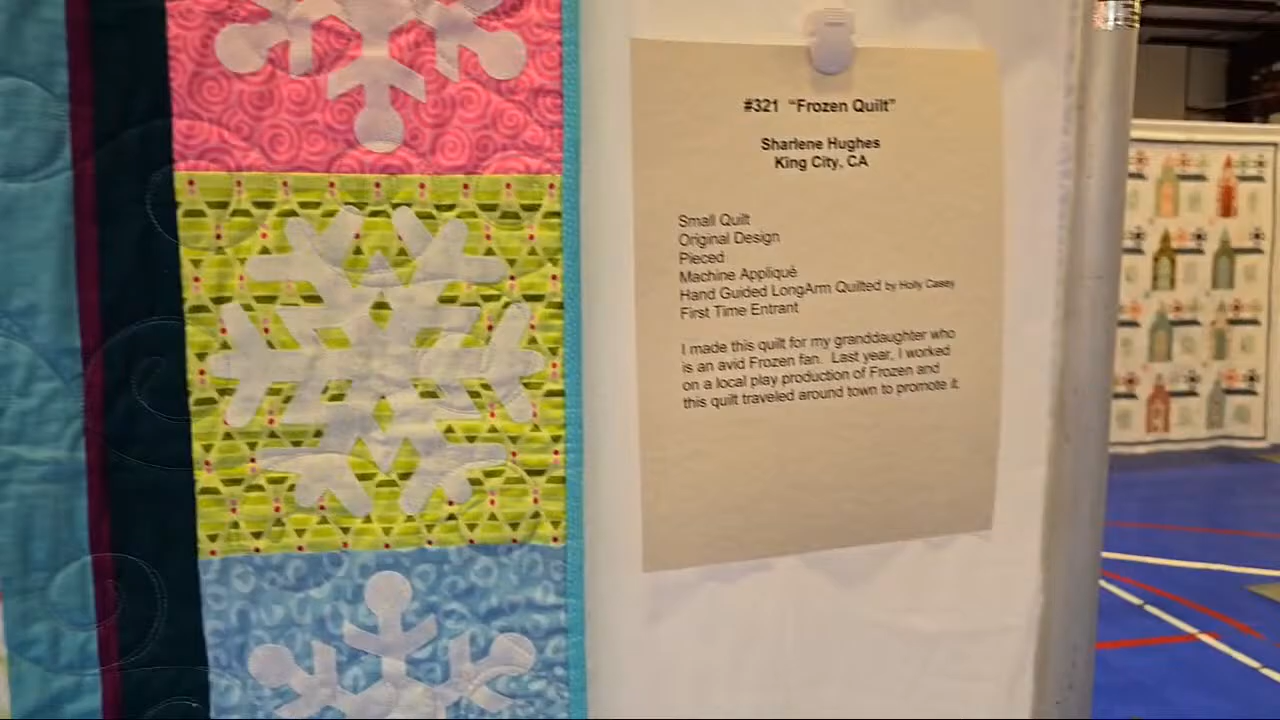 #321 “Frozen Quilt”
Sharlene Hughes
King City, CA
Small Quilt
Original Design
Pieced
Machine Appliqué
Hand Guided LongArm Quilted by Holly Casey
First Time Entrant
I made this quilt for my granddaughter who
is an avid Frozen fan. Last year, I worked
on a local play production of Frozen and
this quilt traveled around town to promote it.